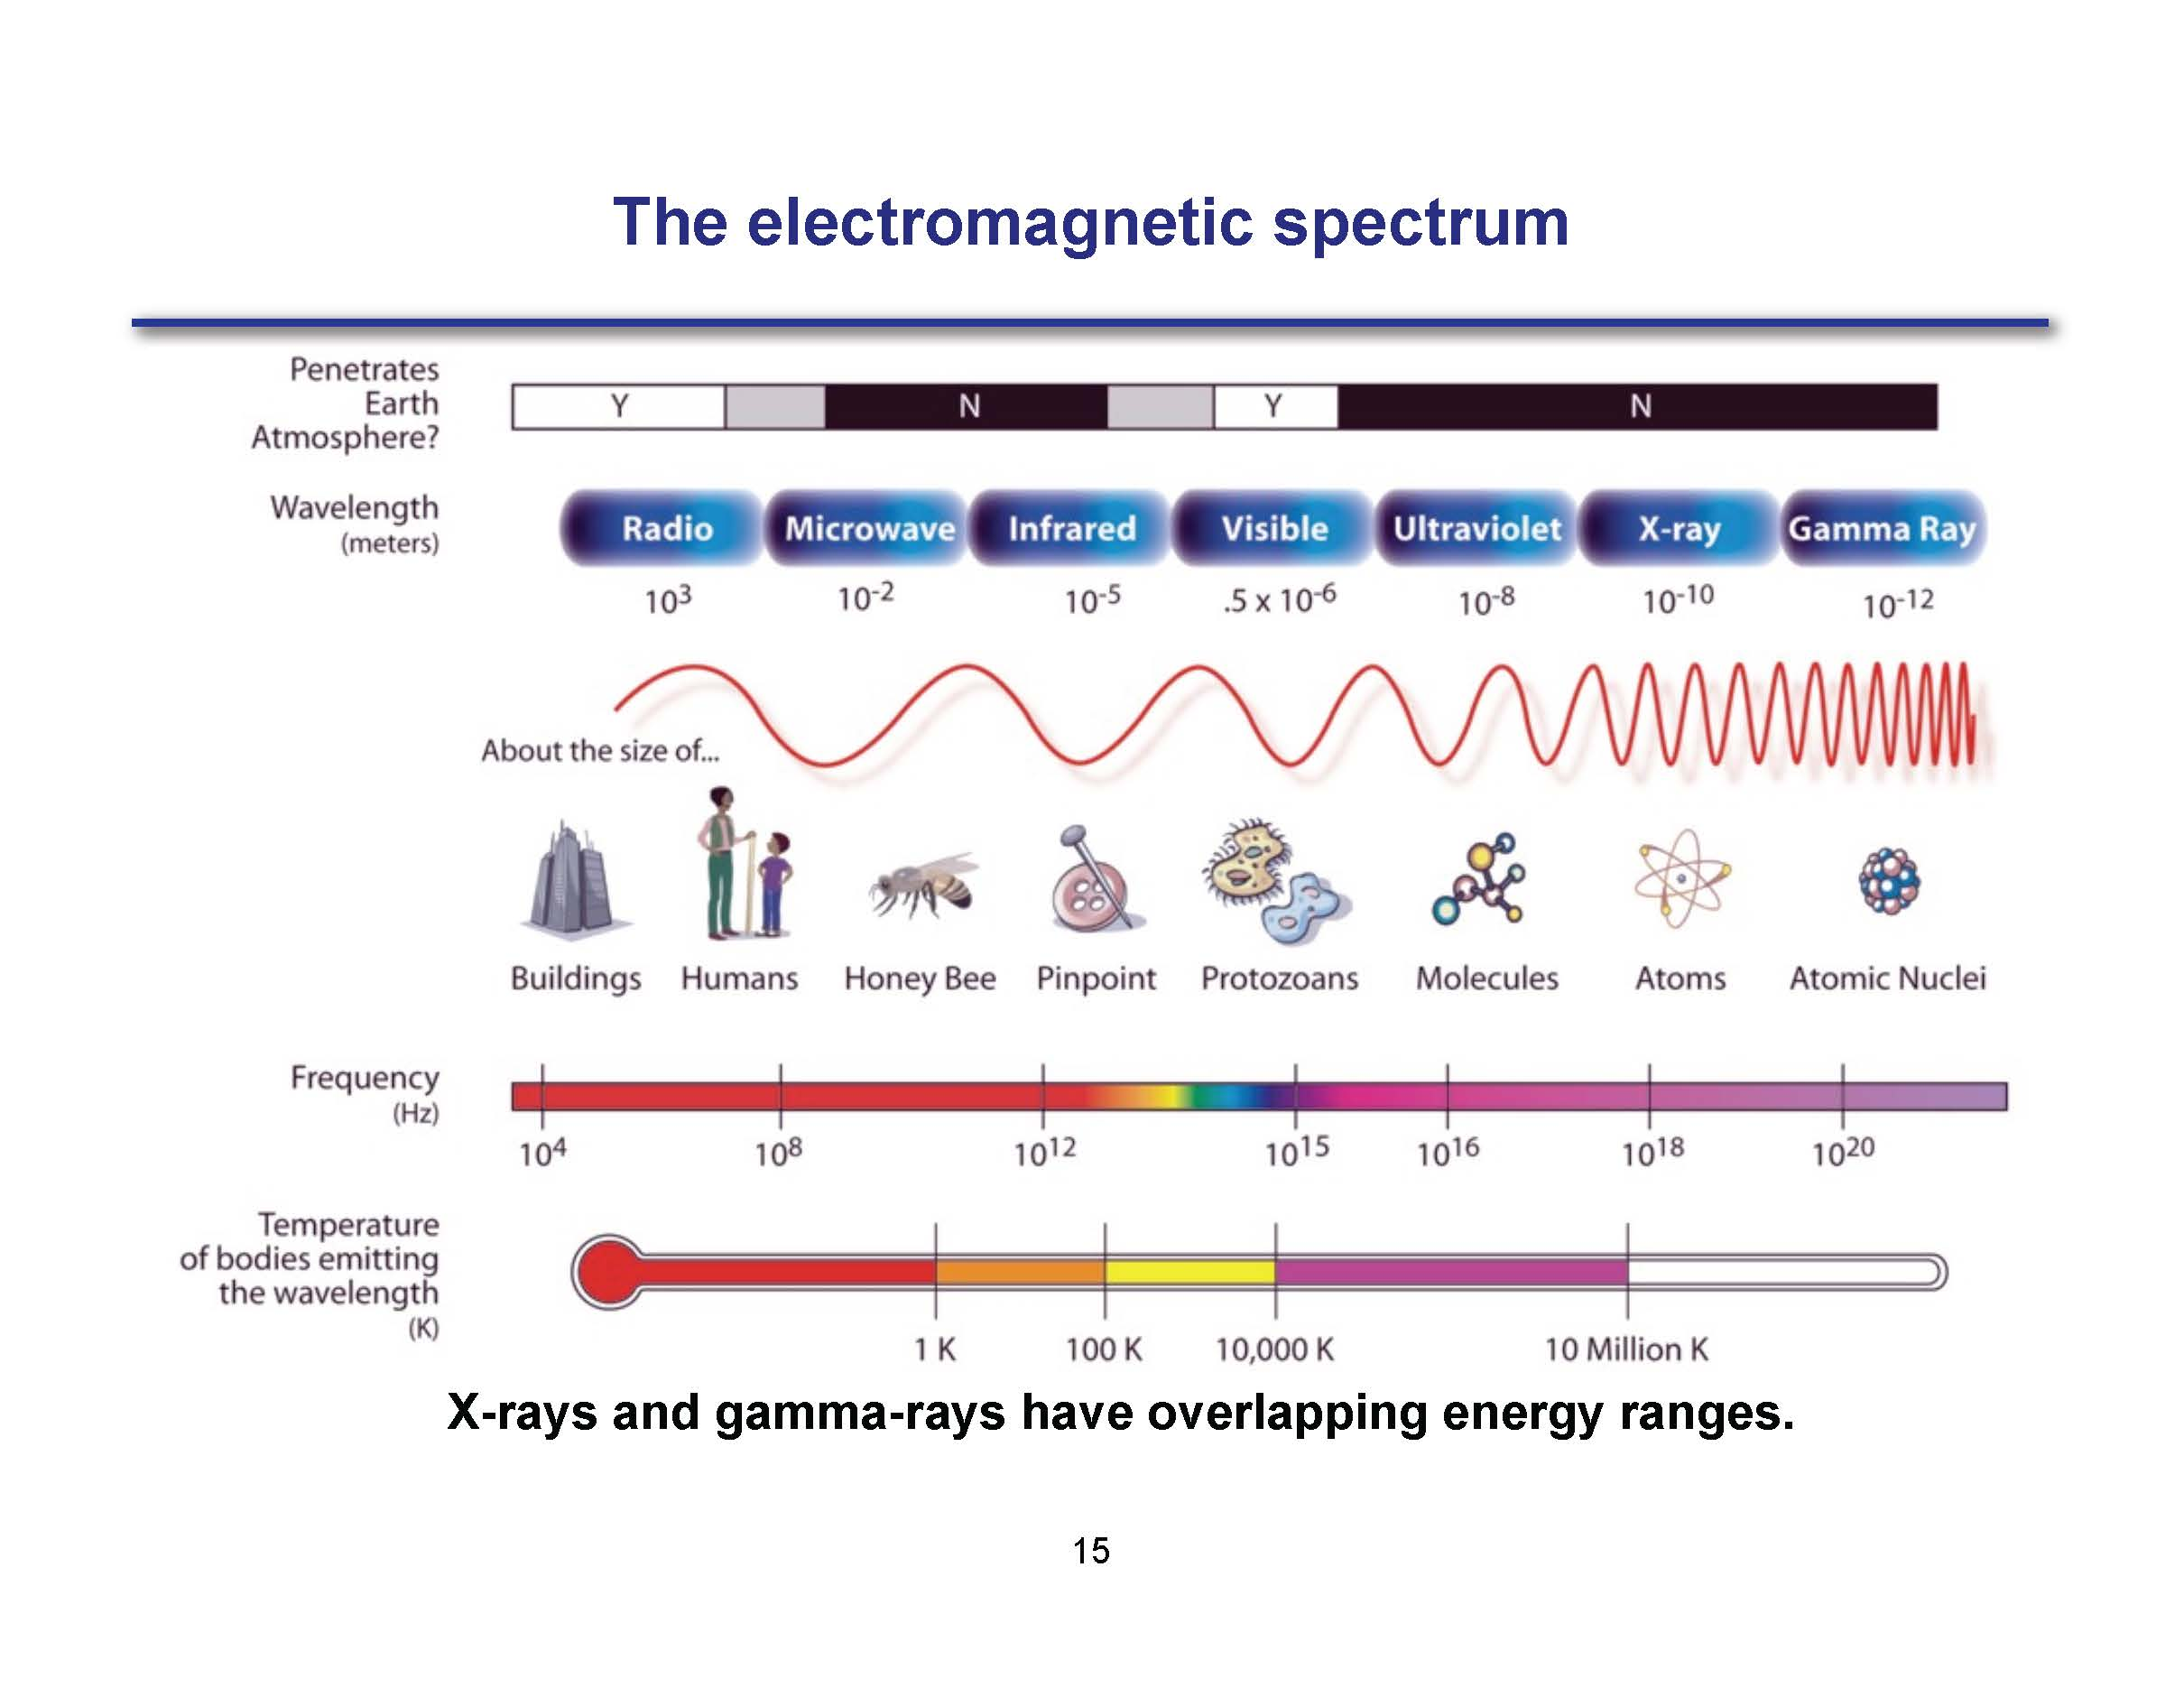 The electromagnetic spectrum
Penetrates
Earth
Atmosphere?
Y N Y N
Wavelength
(meters)
Radio Microwave Infrared Visible Ultraviolet X-ray Gamma Ray
10³ 10⁻² 10⁻⁵ .5 x 10⁻⁶ 10⁻⁸ 10⁻¹⁰ 10⁻¹²
About the size of...
Buildings Humans Honey Bee Pinpoint Protozoans Molecules Atoms Atomic Nuclei
Frequency
(Hz)
10⁴ 10⁸ 10¹² 10¹⁵ 10¹⁶ 10¹⁸ 10²⁰
Temperature
of bodies emitting
the wavelength
(K)
1 K 100 K 10,000 K 10 Million K
X-rays and gamma-rays have overlapping energy ranges.
15